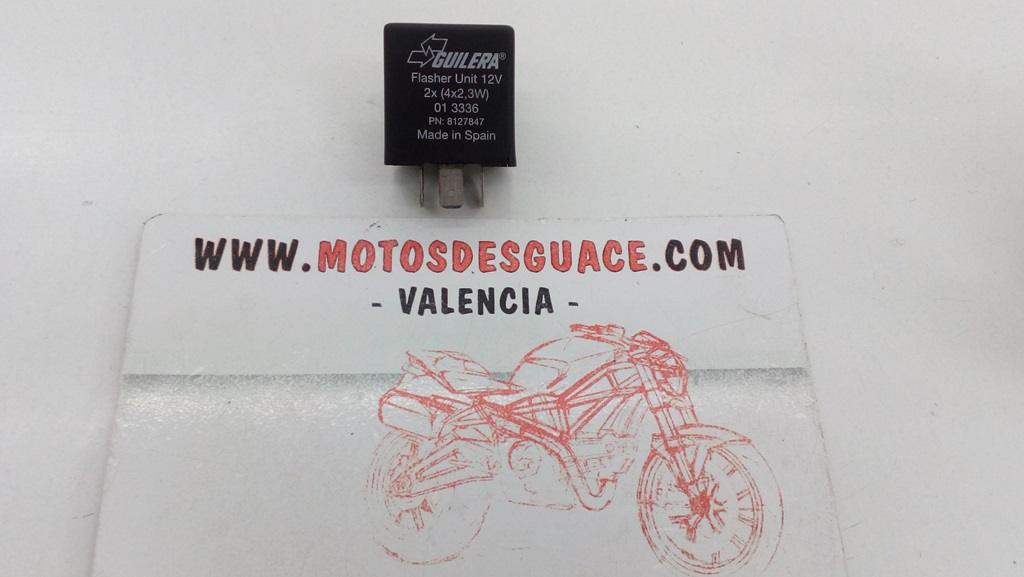 GUILERA®
Flasher Unit 12V
2x (4x2,3W)
01 3336
PN: 8127847
Made in Spain
WWW.MOTOSDESGUACE.COM
- VALENCIA -